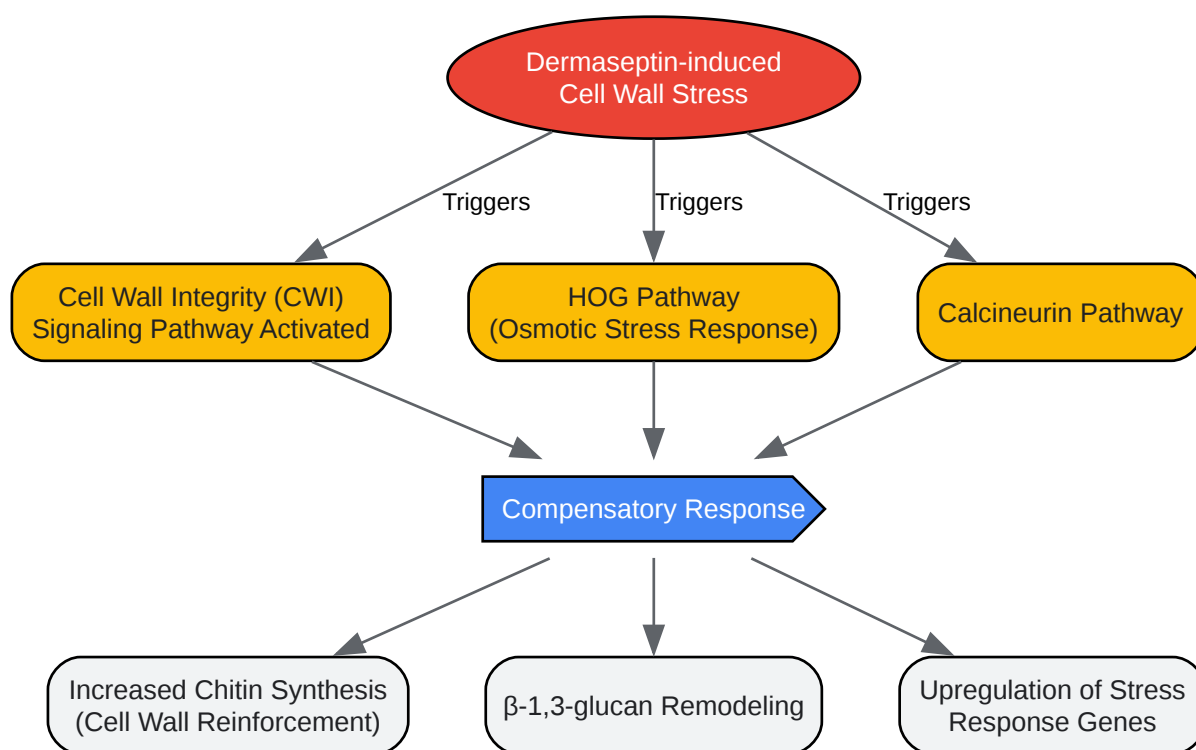 Dermaseptin-induced
Cell Wall Stress
Triggers
Triggers
Triggers
Cell Wall Integrity (CWI)
Signaling Pathway Activated
HOG Pathway
(Osmotic Stress Response)
Calcineurin Pathway
Compensatory Response
Increased Chitin Synthesis
(Cell Wall Reinforcement)
β-1,3-glucan Remodeling
Upregulation of Stress
Response Genes